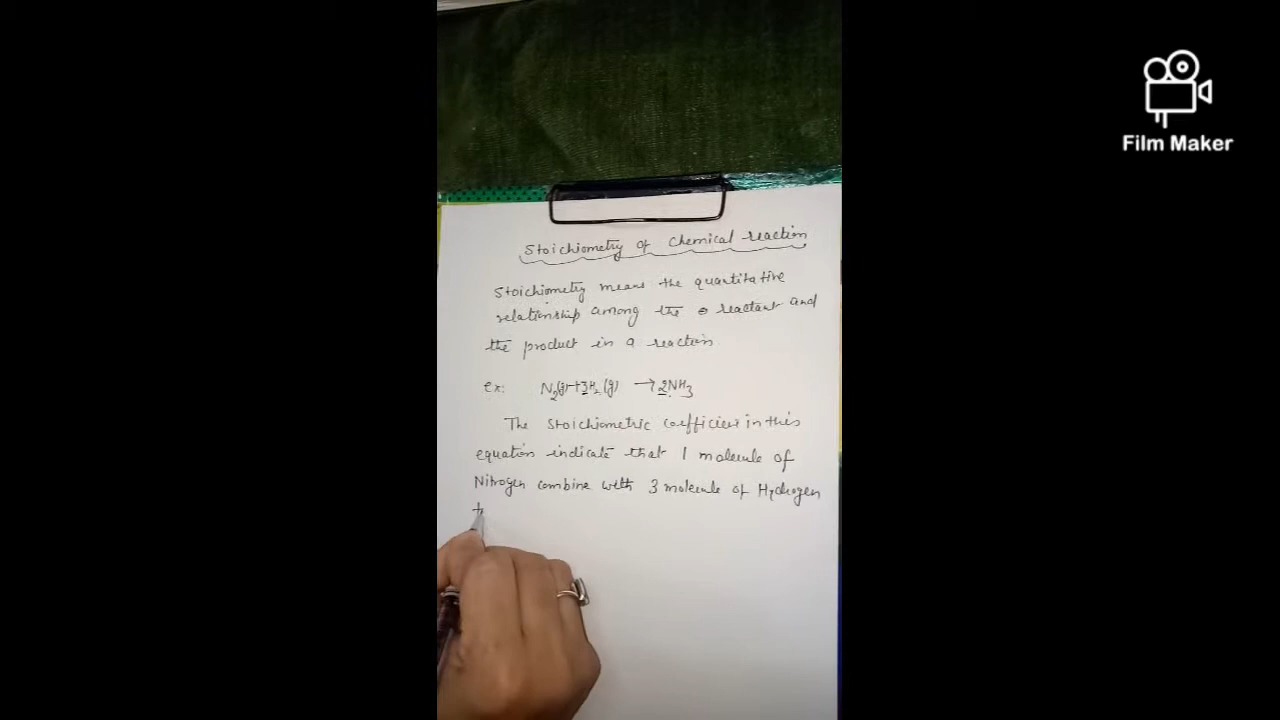 Film Maker
Stoichiometry of Chemical reaction
Stoichiometry means the quantitative
relationship among the reactant and
the product in a reaction
ex: N2(g)+3H2(g) → 2NH3
The Stoichiometric coefficient in this
equation indicate that 1 molecule of
Nitrogen combine with 3 molecule of Hydrogen